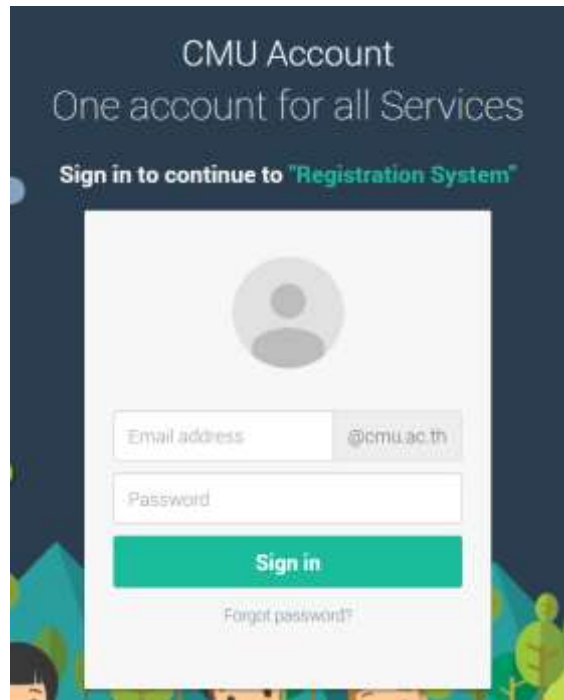 CMU Account
One account for all Services
Sign in to continue to "Registration System"
Email address @cmu.ac.th
Password
Sign in
Forgot password?